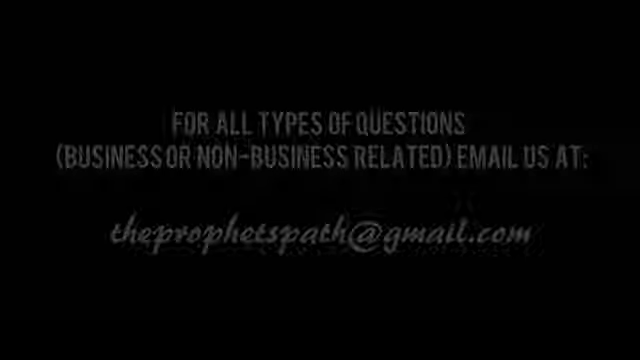 FOR ALL TYPES OF QUESTIONS
(BUSINESS OR NON-BUSINESS RELATED) EMAIL US AT:
theprophetspath@gmail.com